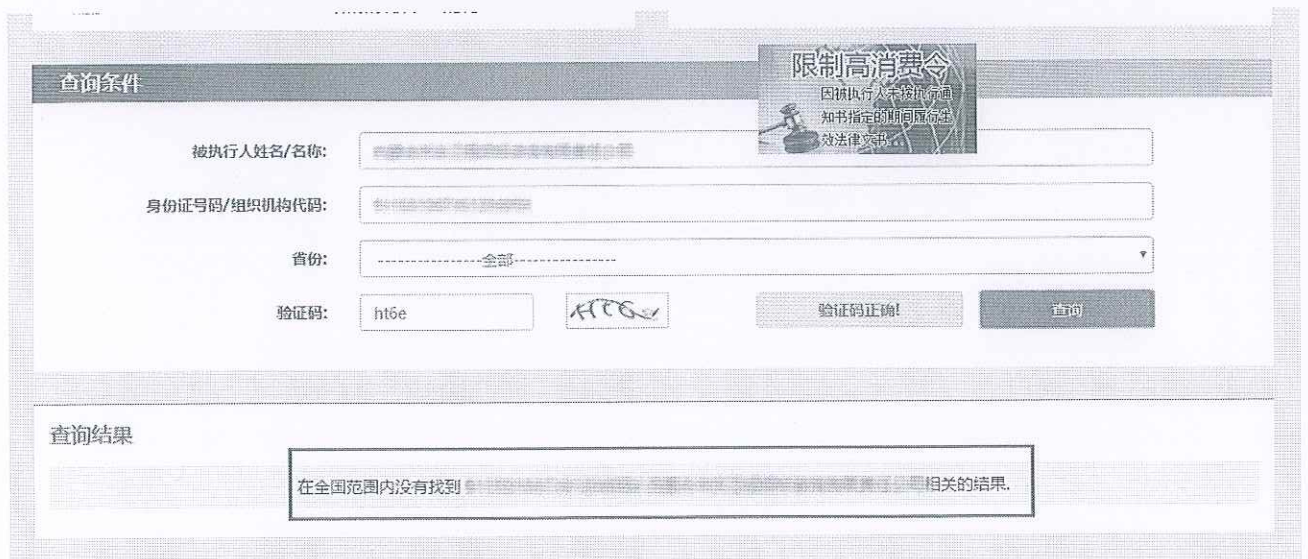 查询条件
限制高消费令
因被执行人未按执行通
知书指定的期间履行生
效法律文书
被执行人姓名/名称:
身份证号码/组织机构代码:
省份:
-----------------全部-----------------
验证码:
ht6e
HT6e
验证码正确!
查询
查询结果
在全国范围内没有找到
相关的结果.